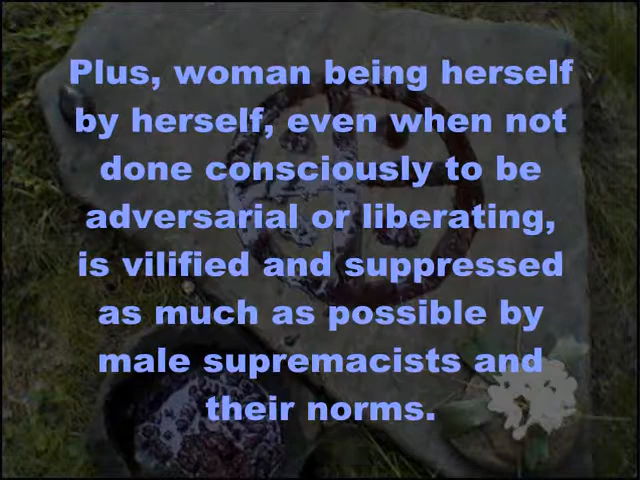 Plus, woman being herself
by herself, even when not
done consciously to be
adversarial or liberating,
is vilified and suppressed
as much as possible by
male supremacists and
their norms.